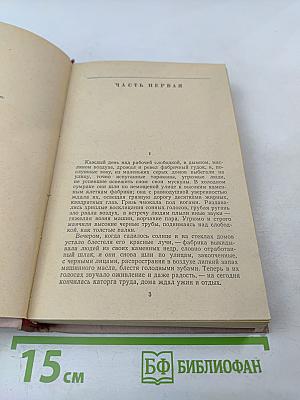 ЧАСТЬ ПЕРВАЯ
I
Каждый день над рабочей слободкой, в дымном, масля-
ном воздухе, дрожал и ревел фабричный гудок, и, по-
слушные зову, из маленьких серых домов выбегали на
улицу, точно испуганные тараканы, угрюмые люди,
не успевшие освежить сном свои мускулы. В холодном
сумраке они шли по немощеной улице к высоким камен-
ным клеткам фабрики; она с равнодушной уверенностью
ждала их, освещая грязную дорогу десятками жирных,
квадратных глаз. Грязь чмокала под ногами. Раздава-
лись хриплые восклицания сонных голосов, грубая ругань
зло рвала воздух, а встречу людям плыли иные звуки —
тяжелая возня машин, ворчание пара. Угрюмо и строго
маячили высокие черные трубы, поднимаясь над слобод-
кой, как толстые палки.
Вечером, когда садилось солнце и на стеклах домов
устало блестели его красные лучи, — фабрика выкиды-
вала людей из своих каменных недр, словно отработан-
ный шлак, и они снова шли по улицам, закопченные,
с черными лицами, распространяя в воздухе липкий запах
машинного масла, блестя голодными зубами. Теперь в их
голосах звучало оживление и даже радость, — на сегодня
кончилась каторга труда, дома ждал ужин и отдых.
3
15 см
БФ БИБЛИОФАН